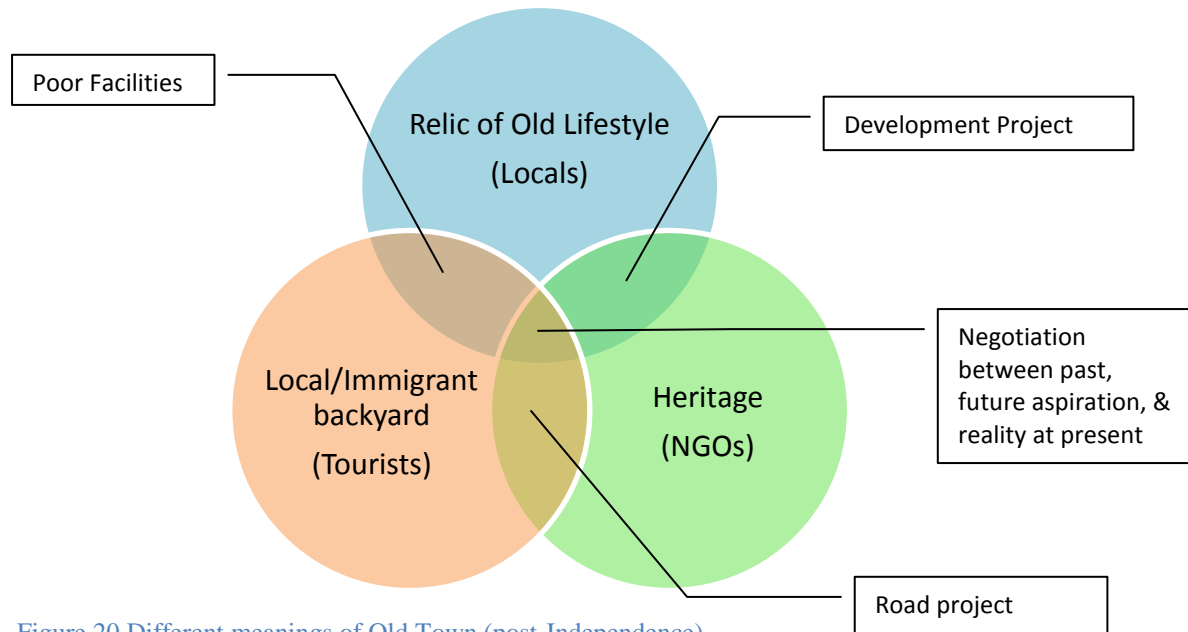 Poor Facilities
Relic of Old Lifestyle
(Locals)
Development Project
Local/Immigrant
backyard
(Tourists)
Heritage
(NGOs)
Negotiation
between past,
future aspiration, &
reality at present
Road project
Figure 20 Different meanings of Old Town (post-Independence)